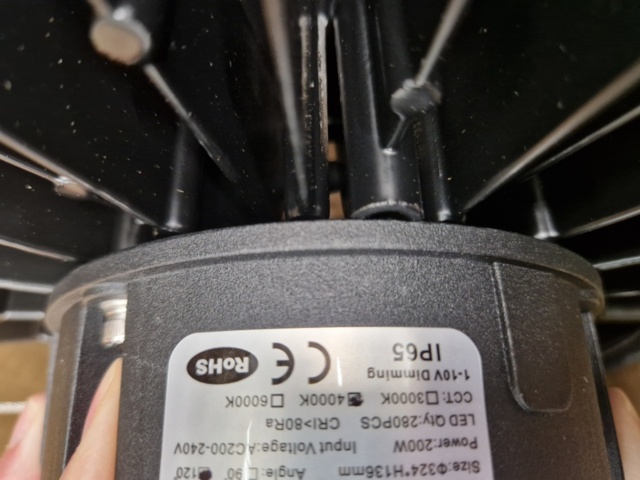 Size:Φ324*H136mm Angle:□90° ■120°
Power:200W Input Voltage:AC200-240V
LED Qty:280PCS CRI>80Ra
CCT:□3000K ■4000K □6000K
1-10V Dimming
IP65 CE RoHS